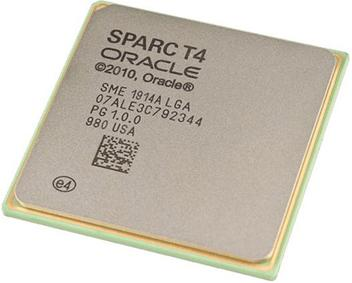 SPARC T4
ORACLE
©2010, Oracle®
SME 1914A LGA
07ALE3C792344
PG 1.0.0
980 USA
e4